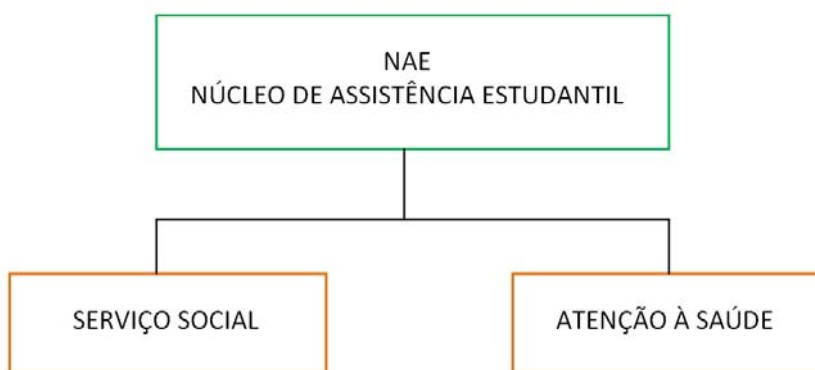 NAE
NÚCLEO DE ASSISTÊNCIA ESTUDANTIL
SERVIÇO SOCIAL
ATENÇÃO À SAÚDE